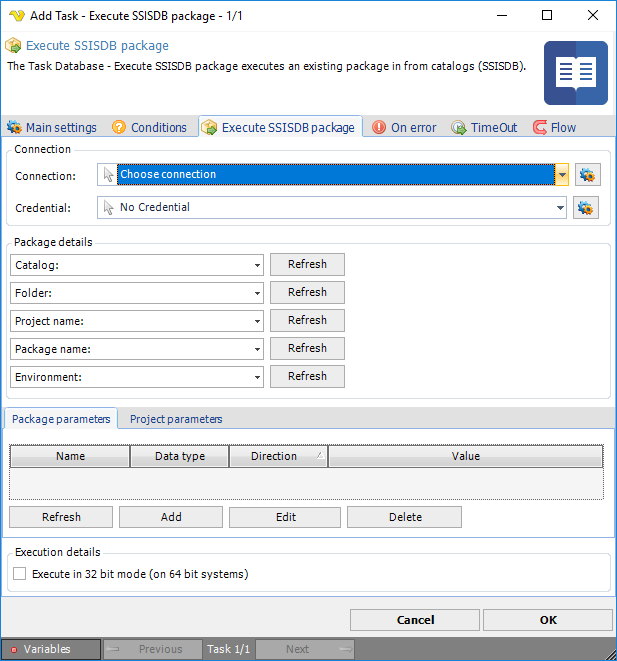 Add Task - Execute SSISDB package - 1/1
Execute SSISDB package
The Task Database - Execute SSISDB package executes an existing package in from catalogs (SSISDB).
Main settings Conditions Execute SSISDB package On error TimeOut Flow
Connection
Connection: Choose connection
Credential: No Credential
Package details
Catalog: Refresh
Folder: Refresh
Project name: Refresh
Package name: Refresh
Environment: Refresh
Package parameters Project parameters
Name Data type Direction Value
Refresh Add Edit Delete
Execution details
Execute in 32 bit mode (on 64 bit systems)
Cancel OK
Variables Previous Task 1/1 Next